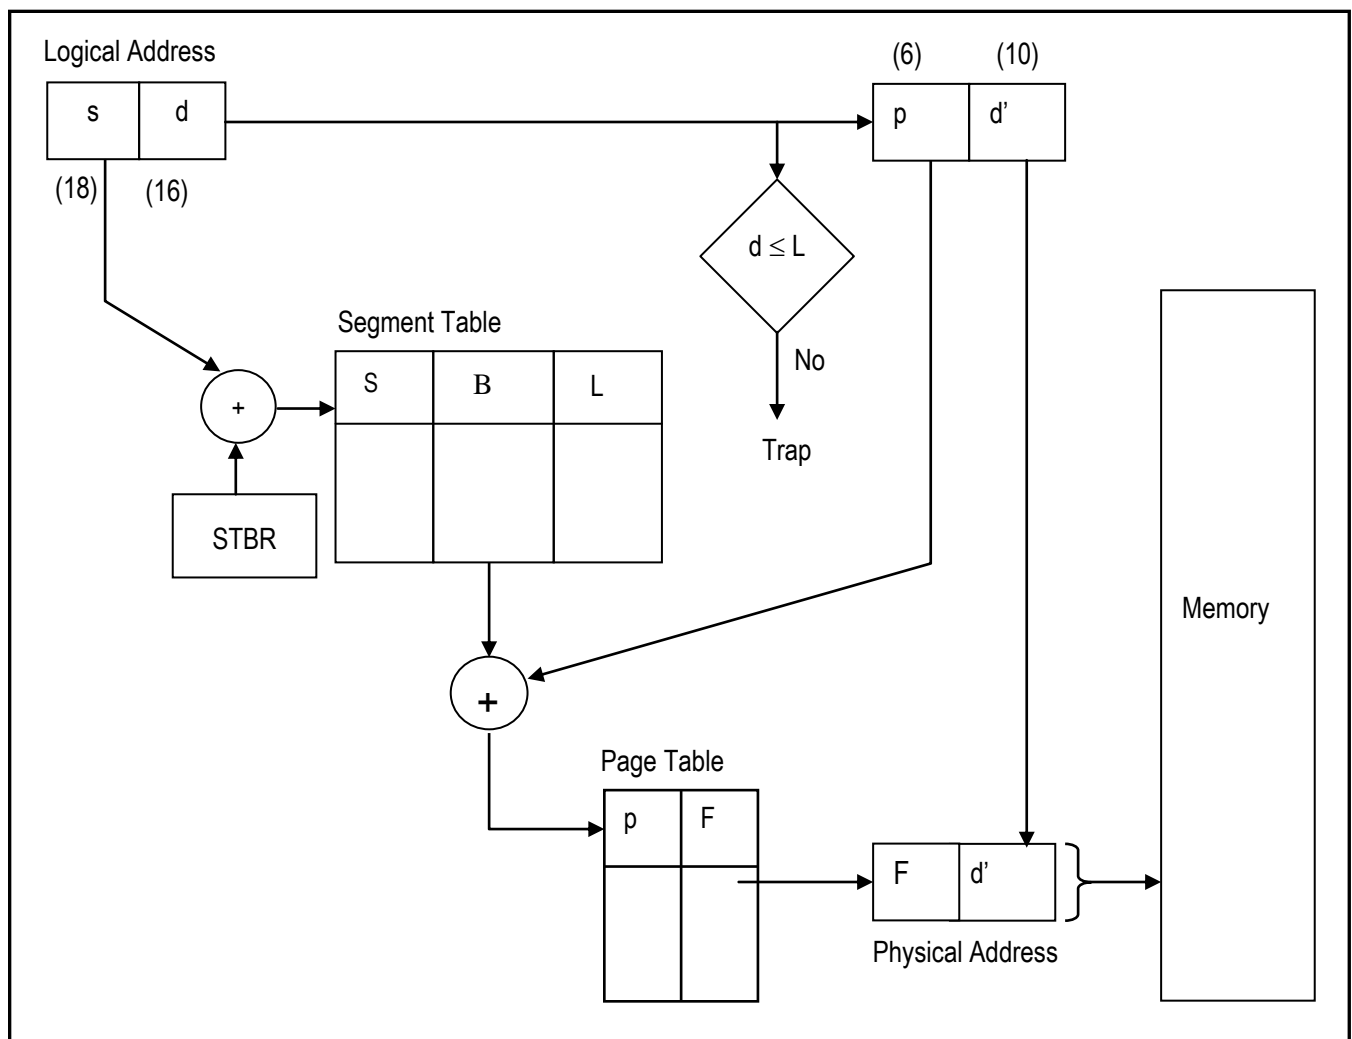 Logical Address
(6) (10)
s d
p d’
(18) (16)
d ≤ L
Segment Table
No
S B L
+
Trap
STBR
Memory
+
Page Table
p F
F d’
Physical Address